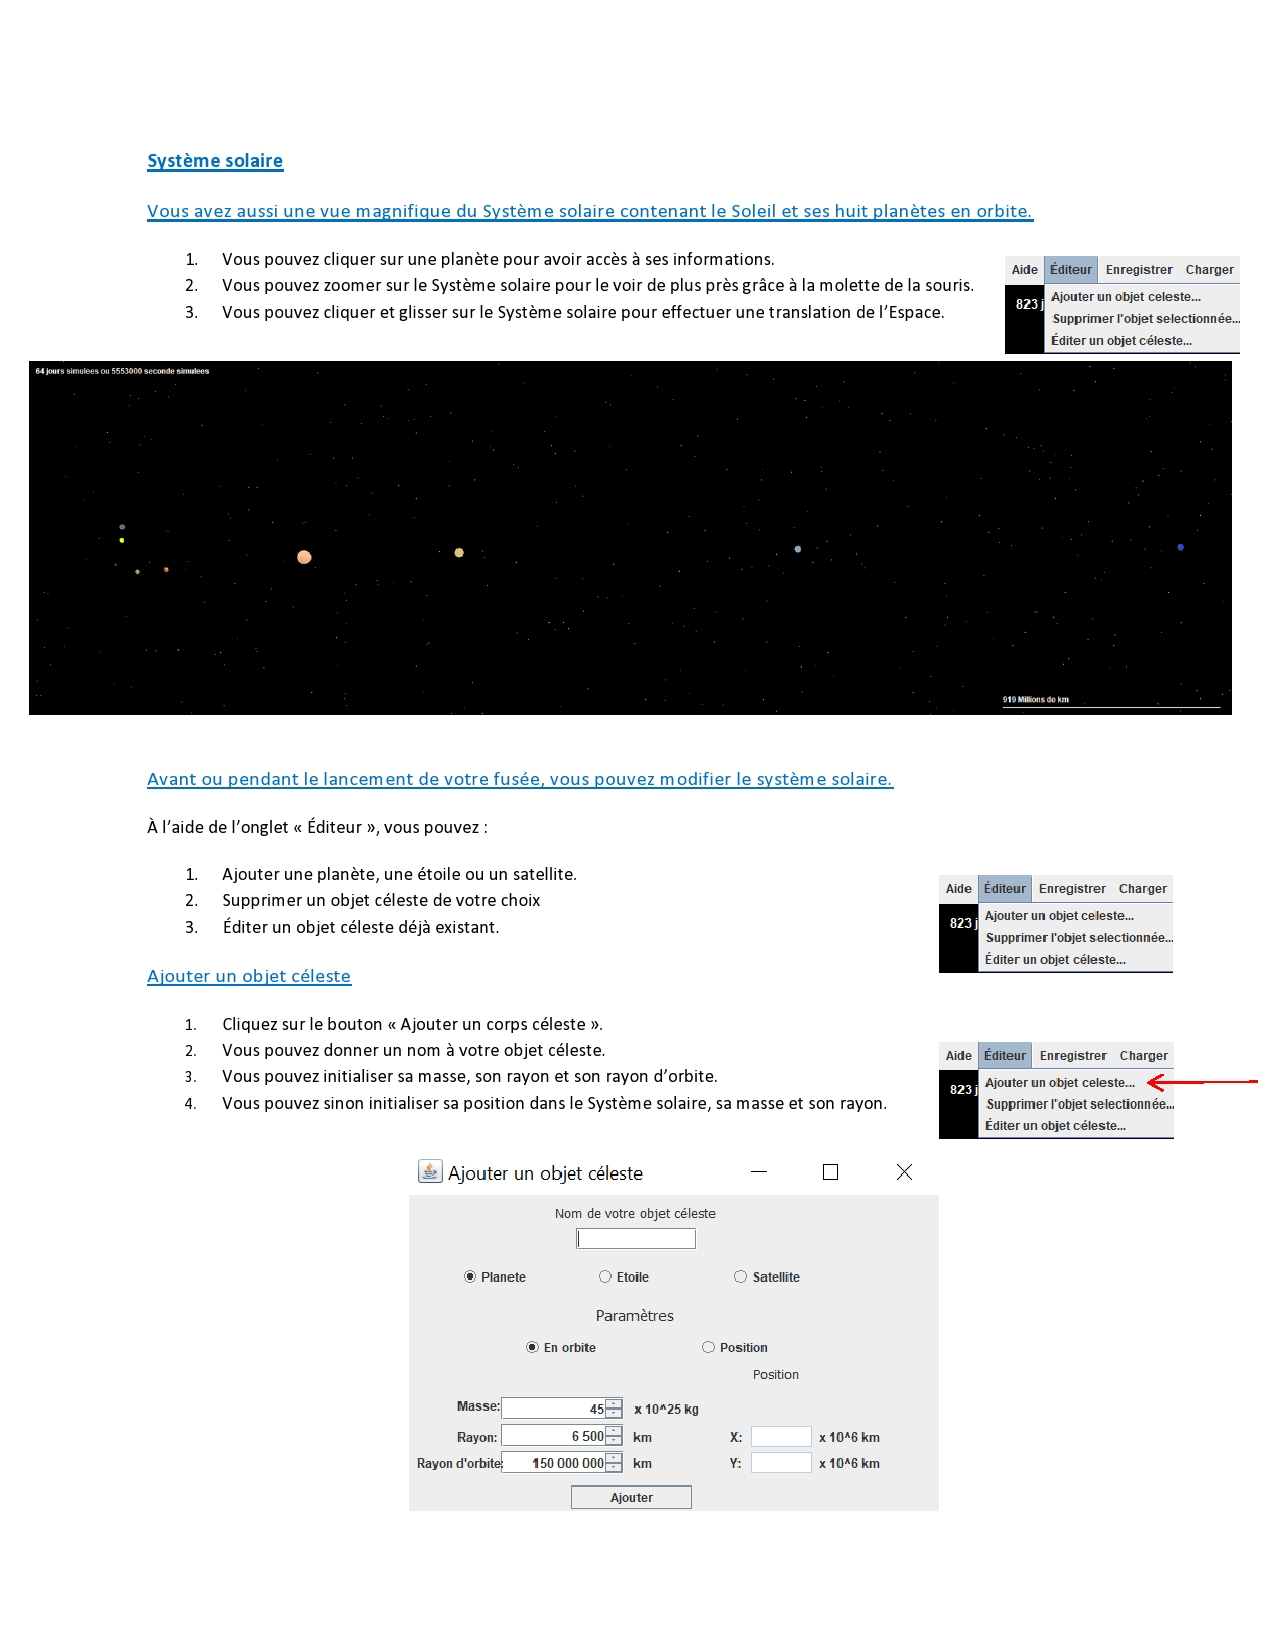 Système solaire
Vous avez aussi une vue magnifique du Système solaire contenant le Soleil et ses huit planètes en orbite.
1. Vous pouvez cliquer sur une planète pour avoir accès à ses informations.
2. Vous pouvez zoomer sur le Système solaire pour le voir de plus près grâce à la molette de la souris.
3. Vous pouvez cliquer et glisser sur le Système solaire pour effectuer une translation de l’Espace.
Aide Éditeur Enregistrer Charger
823 j Ajouter un objet celeste...
Supprimer l'objet selectionnée...
Éditer un objet céleste...
64 jours simulees ou 5553000 seconde simulees
919 Millions de km
Avant ou pendant le lancement de votre fusée, vous pouvez modifier le système solaire.
À l’aide de l’onglet « Éditeur », vous pouvez :
1. Ajouter une planète, une étoile ou un satellite.
2. Supprimer un objet céleste de votre choix
3. Éditer un objet céleste déjà existant.
Aide Éditeur Enregistrer Charger
823 j Ajouter un objet celeste...
Supprimer l'objet selectionnée...
Éditer un objet céleste...
Ajouter un objet céleste
1. Cliquez sur le bouton « Ajouter un corps céleste ».
2. Vous pouvez donner un nom à votre objet céleste.
3. Vous pouvez initialiser sa masse, son rayon et son rayon d’orbite.
4. Vous pouvez sinon initialiser sa position dans le Système solaire, sa masse et son rayon.
Aide Éditeur Enregistrer Charger
823 j Ajouter un objet celeste...
Supprimer l'objet selectionnée...
Éditer un objet céleste...
Ajouter un objet céleste
Nom de votre objet céleste
Planete Etoile Satellite
Paramètres
En orbite Position
Position
Masse: 45 x 10^25 kg
Rayon: 6 500 km X: x 10^6 km
Rayon d'orbite: 150 000 000 km Y: x 10^6 km
Ajouter